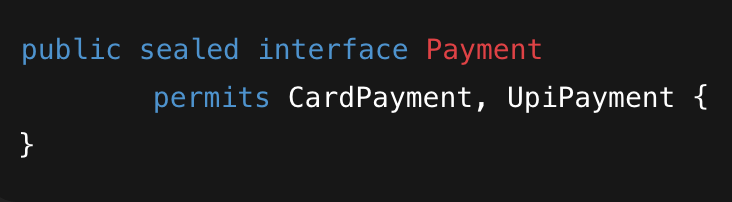 public sealed interface Payment
        permits CardPayment, UpiPayment {
}